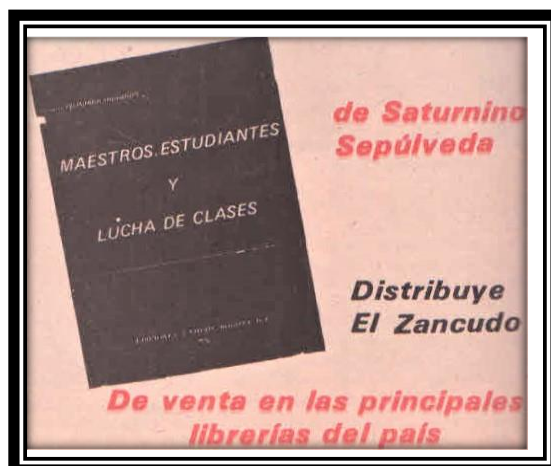 MAESTROS, ESTUDIANTES
Y
LUCHA DE CLASES
de Saturnino
Sepúlveda
Distribuye
El Zancudo
De venta en las principales
librerías del país